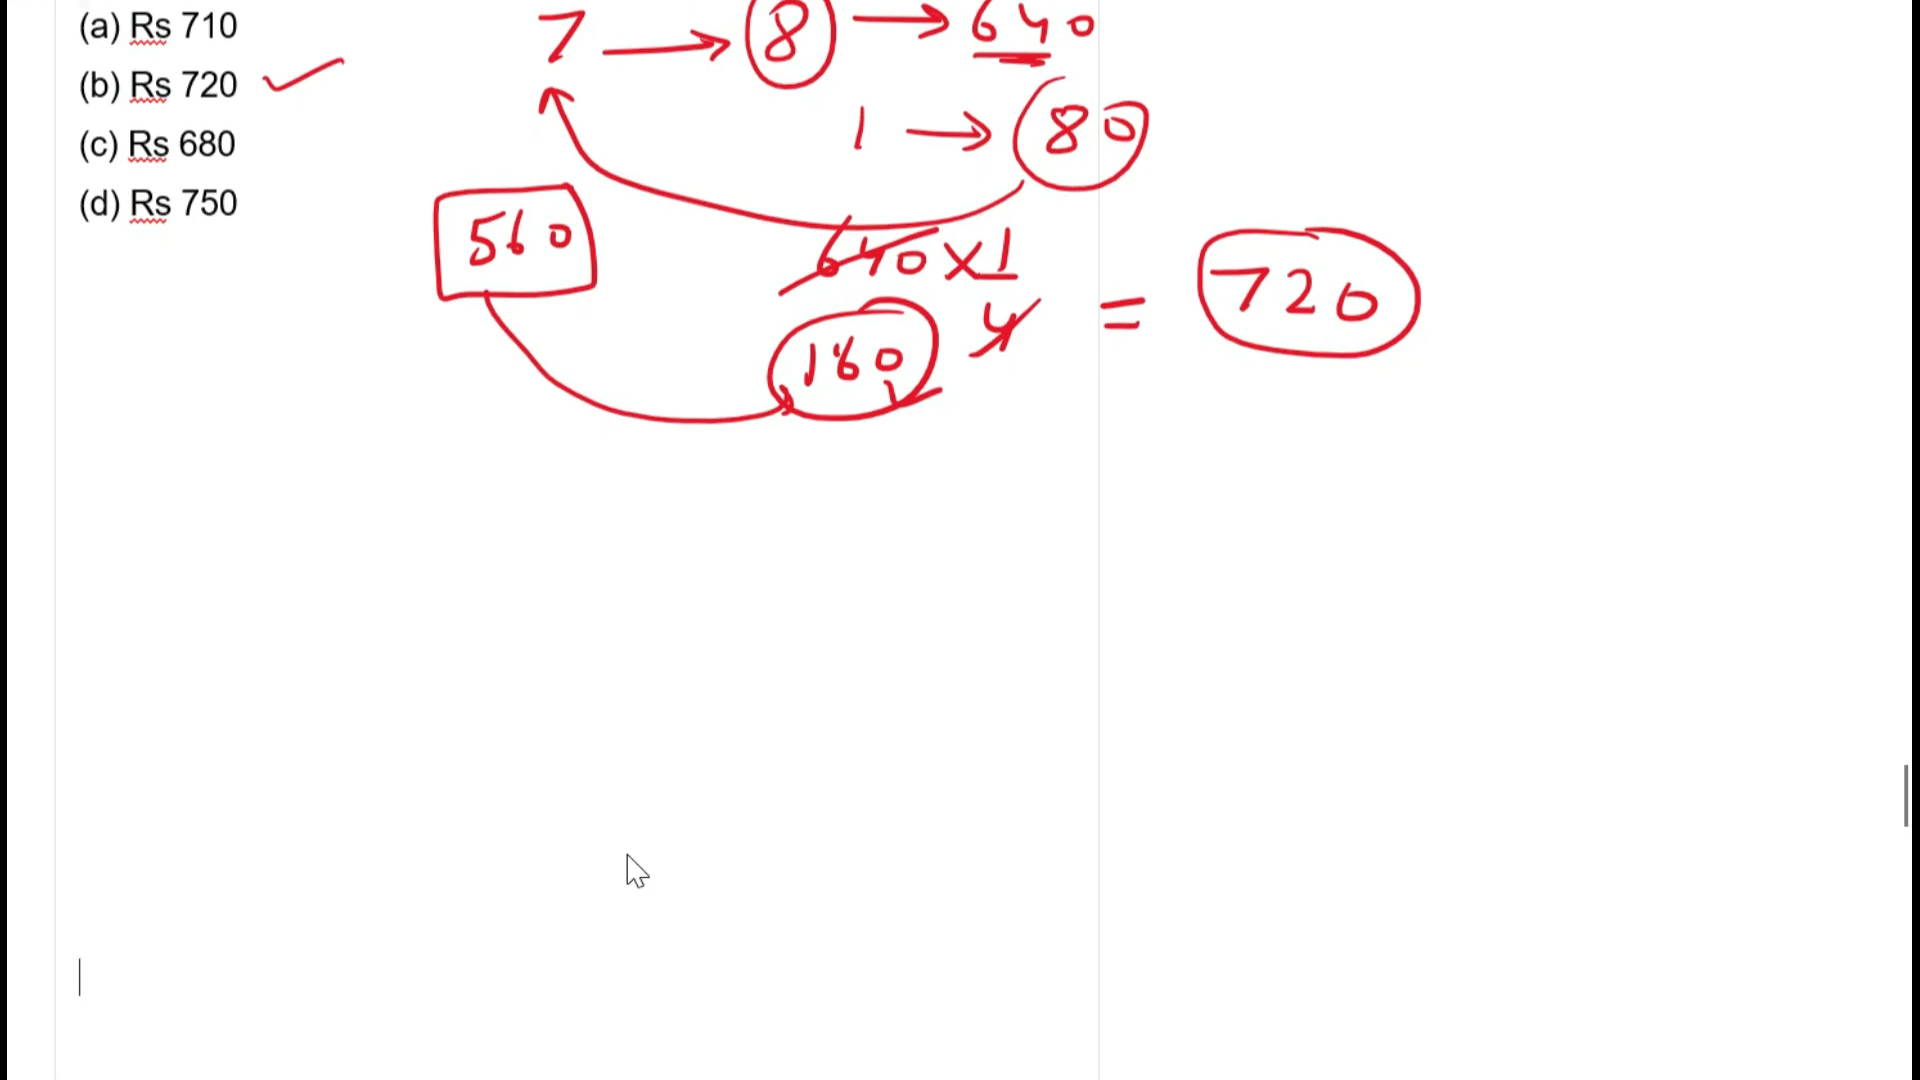 (a) Rs 710
(b) Rs 720
(c) Rs 680
(d) Rs 750
7 → 8 → 640
1 → 80
560
640 × 1
160 4 = 720